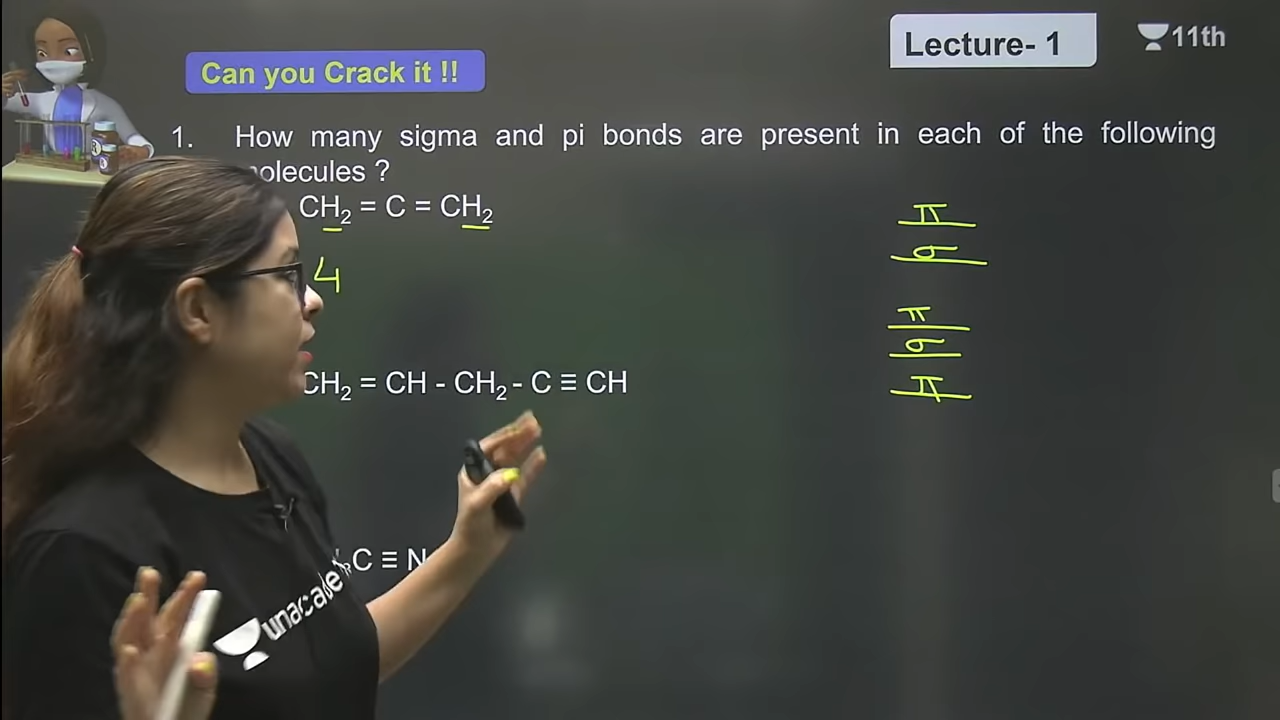 Lecture- 1
11th
Can you Crack it !!
1. How many sigma and pi bonds are present in each of the following
molecules ?
CH₂ = C = CH₂
π
σ
4
π
σ
π
CH₂ = CH - CH₂ - C ≡ CH
C ≡ N
unacade